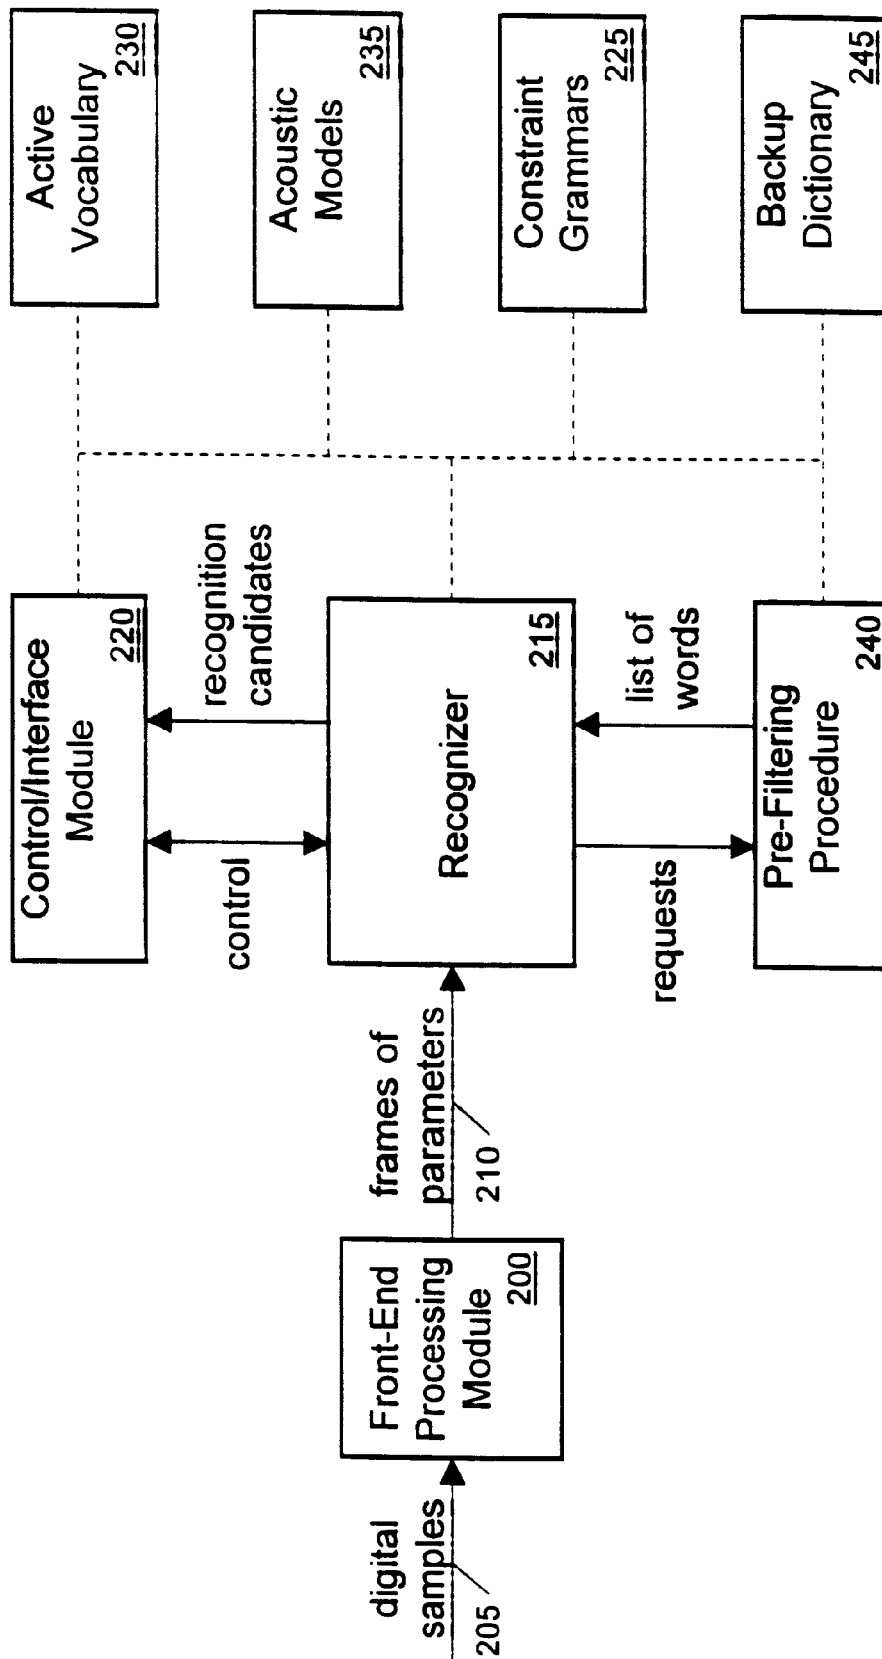 digital
samples
205
Front-End
Processing
Module
200
frames of
parameters
210
Control/Interface
Module
220
control
recognition
candidates
Recognizer
215
requests
list of
words
Pre-Filtering
Procedure
240
Active
Vocabulary
230
Acoustic
Models
235
Constraint
Grammars
225
Backup
Dictionary
245